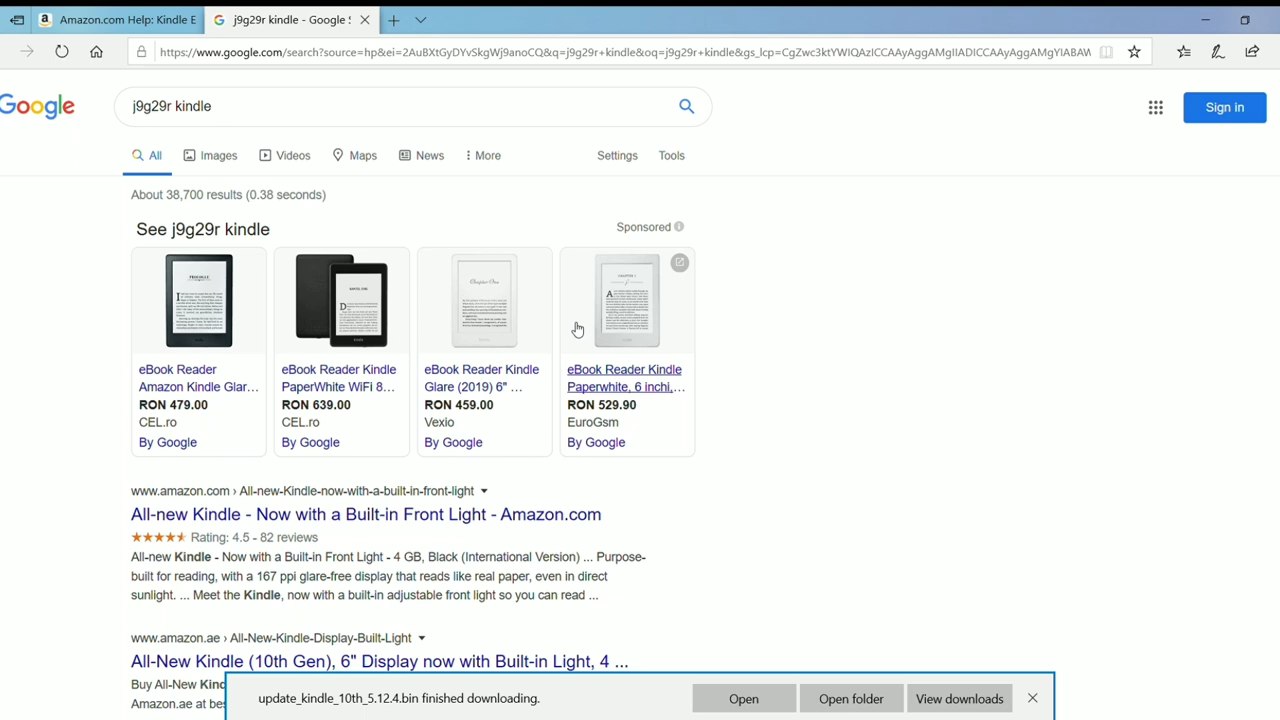 Amazon.com Help: Kindle E
j9g29r kindle - Google S
https://www.google.com/search?source=hp&ei=2AuBXtGyDYvSkgWj9anoCQ&q=j9g29r+kindle&oq=j9g29r+kindle&gs_lcp=CgZwc3ktYWIQAzICCAAyAggAMgIIADICCAAyAggAMgYIABAW
Google
j9g29r kindle
Sign in
All
Images
Videos
Maps
News
More
Settings
Tools
About 38,700 results (0.38 seconds)
See j9g29r kindle
Sponsored
eBook Reader
Amazon Kindle Glar...
RON 479.00
CEL.ro
By Google
eBook Reader Kindle
PaperWhite WiFi 8...
RON 639.00
CEL.ro
By Google
eBook Reader Kindle
Glare (2019) 6" ...
RON 459.00
Vexio
By Google
eBook Reader Kindle
Paperwhite, 6 inchi,...
RON 529.90
EuroGsm
By Google
www.amazon.com › All-new-Kindle-now-with-a-built-in-front-light
All-new Kindle - Now with a Built-in Front Light - Amazon.com
Rating: 4.5 - 82 reviews
All-new Kindle - Now with a Built-in Front Light - 4 GB, Black (International Version) ... Purpose-
built for reading, with a 167 ppi glare-free display that reads like real paper, even in direct
sunlight. ... Meet the Kindle, now with a built-in adjustable front light so you can read ...
www.amazon.ae › All-New-Kindle-Display-Built-Light
All-New Kindle (10th Gen), 6" Display now with Built-in Light, 4 ...
Buy All-New Kind
Amazon.ae at bes
update_kindle_10th_5.12.4.bin finished downloading.
Open
Open folder
View downloads